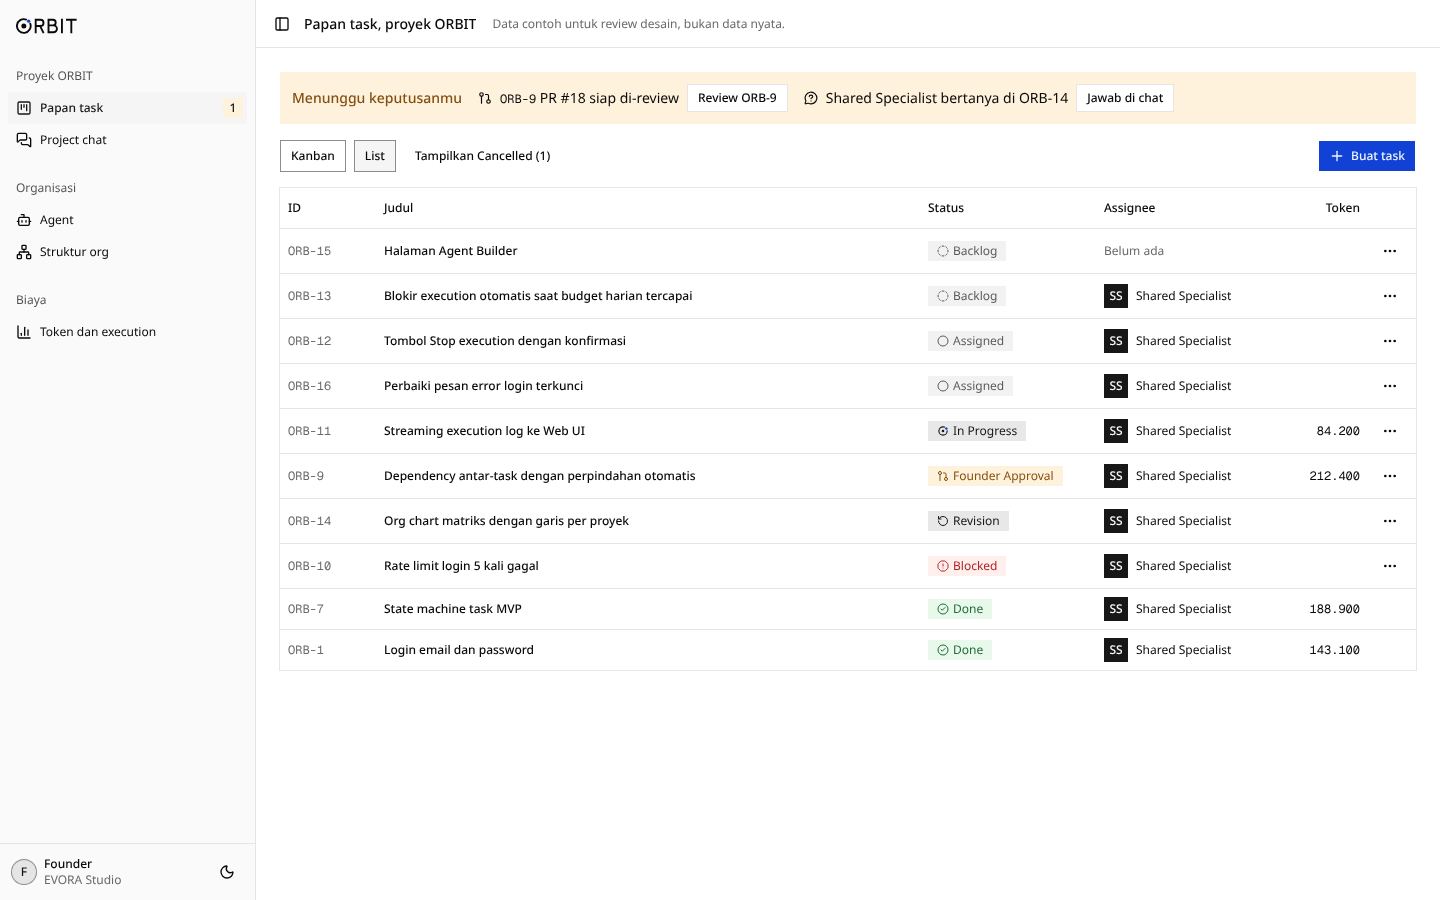 ORBIT
Papan task, proyek ORBIT
Data contoh untuk review desain, bukan data nyata.
Proyek ORBIT
Papan task 1
Project chat
Organisasi
Agent
Struktur org
Biaya
Token dan execution
Founder
EVORA Studio
F
Menunggu keputusanmu ORB-9 PR #18 siap di-review Review ORB-9 Shared Specialist bertanya di ORB-14 Jawab di chat
Kanban List Tampilkan Cancelled (1) Buat task
ID Judul Status Assignee Token
ORB-15 Halaman Agent Builder Backlog Belum ada
ORB-13 Blokir execution otomatis saat budget harian tercapai Backlog SS Shared Specialist
ORB-12 Tombol Stop execution dengan konfirmasi Assigned SS Shared Specialist
ORB-16 Perbaiki pesan error login terkunci Assigned SS Shared Specialist
ORB-11 Streaming execution log ke Web UI In Progress SS Shared Specialist 84.200
ORB-9 Dependency antar-task dengan perpindahan otomatis Founder Approval SS Shared Specialist 212.400
ORB-14 Org chart matriks dengan garis per proyek Revision SS Shared Specialist
ORB-10 Rate limit login 5 kali gagal Blocked SS Shared Specialist
ORB-7 State machine task MVP Done SS Shared Specialist 188.900
ORB-1 Login email dan password Done SS Shared Specialist 143.100